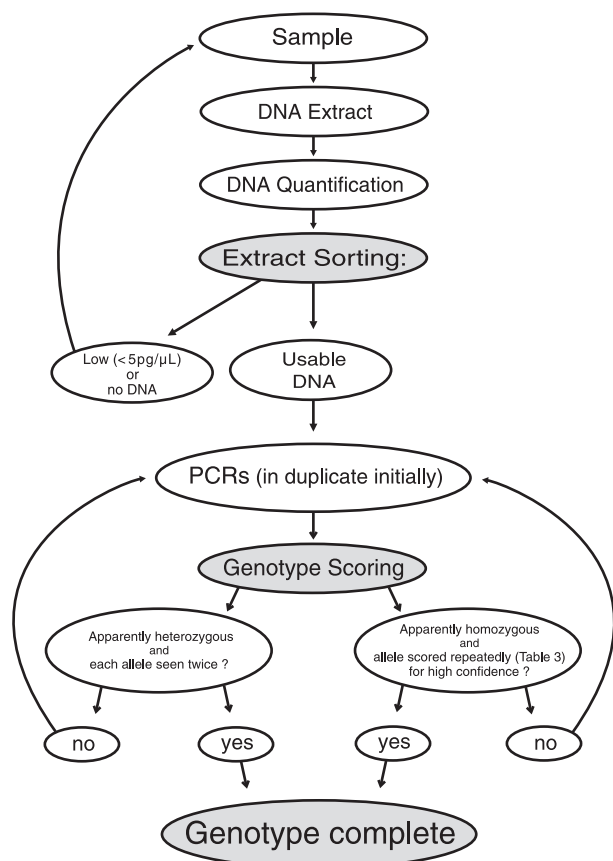 Sample
DNA Extract
DNA Quantification
Extract Sorting:
Low (<5pg/µL)
or
no DNA
Usable
DNA
PCRs (in duplicate initially)
Genotype Scoring
Apparently heterozygous
and
each allele seen twice ?
Apparently homozygous
and
allele scored repeatedly (Table 3)
for high confidence ?
no
yes
yes
no
Genotype complete